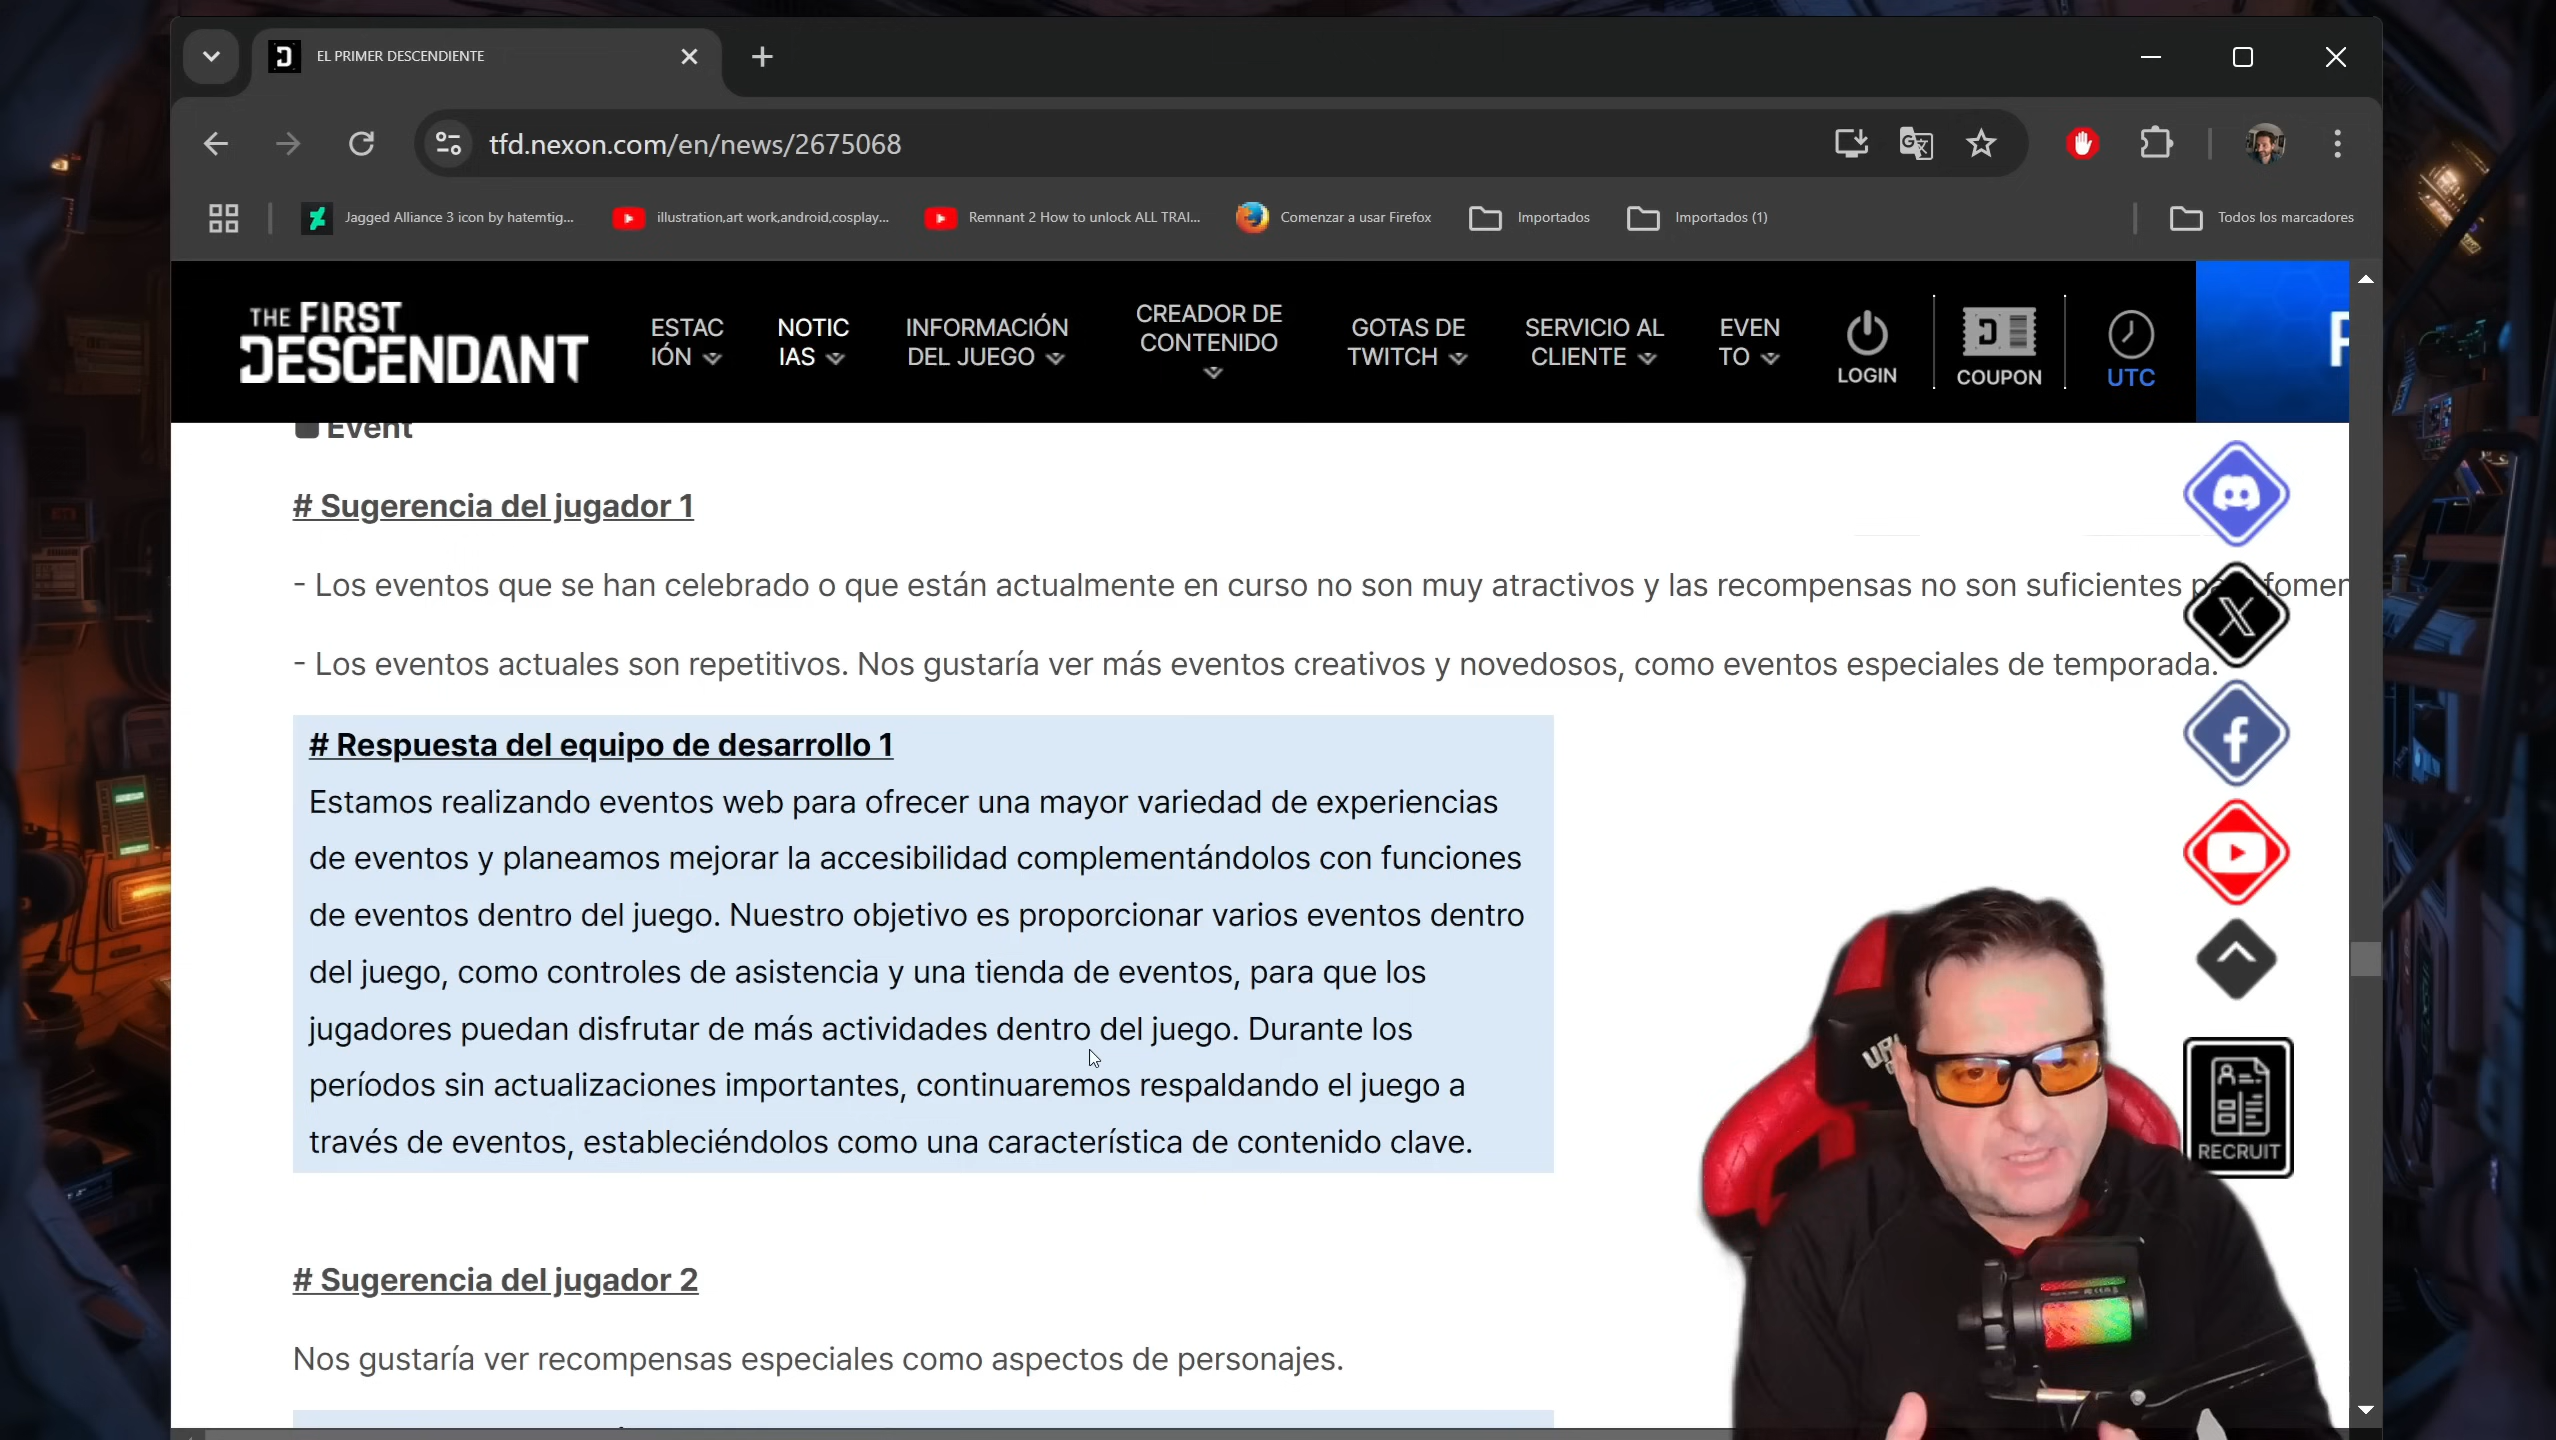 EL PRIMER DESCENDIENTE
tfd.nexon.com/en/news/2675068
Jagged Alliance 3 icon by hatemtig...
illustration,art work,android,cosplay...
Remnant 2 How to unlock ALL TRAI...
Comenzar a usar Firefox
Importados
Importados (1)
Todos los marcadores
THE FIRST
DESCENDANT
ESTAC
IÓN
NOTIC
IAS
INFORMACIÓN
DEL JUEGO
CREADOR DE
CONTENIDO
GOTAS DE
TWITCH
SERVICIO AL
CLIENTE
EVEN
TO
LOGIN
COUPON
UTC
Event
# Sugerencia del jugador 1
- Los eventos que se han celebrado o que están actualmente en curso no son muy atractivos y las recompensas no son suficientes
- Los eventos actuales son repetitivos. Nos gustaría ver más eventos creativos y novedosos, como eventos especiales de temporada.
# Respuesta del equipo de desarrollo 1
Estamos realizando eventos web para ofrecer una mayor variedad de experiencias
de eventos y planeamos mejorar la accesibilidad complementándolos con funciones
de eventos dentro del juego. Nuestro objetivo es proporcionar varios eventos dentro
del juego, como controles de asistencia y una tienda de eventos, para que los
jugadores puedan disfrutar de más actividades dentro del juego. Durante los
períodos sin actualizaciones importantes, continuaremos respaldando el juego a
través de eventos, estableciéndolos como una característica de contenido clave.
RECRUIT
# Sugerencia del jugador 2
Nos gustaría ver recompensas especiales como aspectos de personajes.